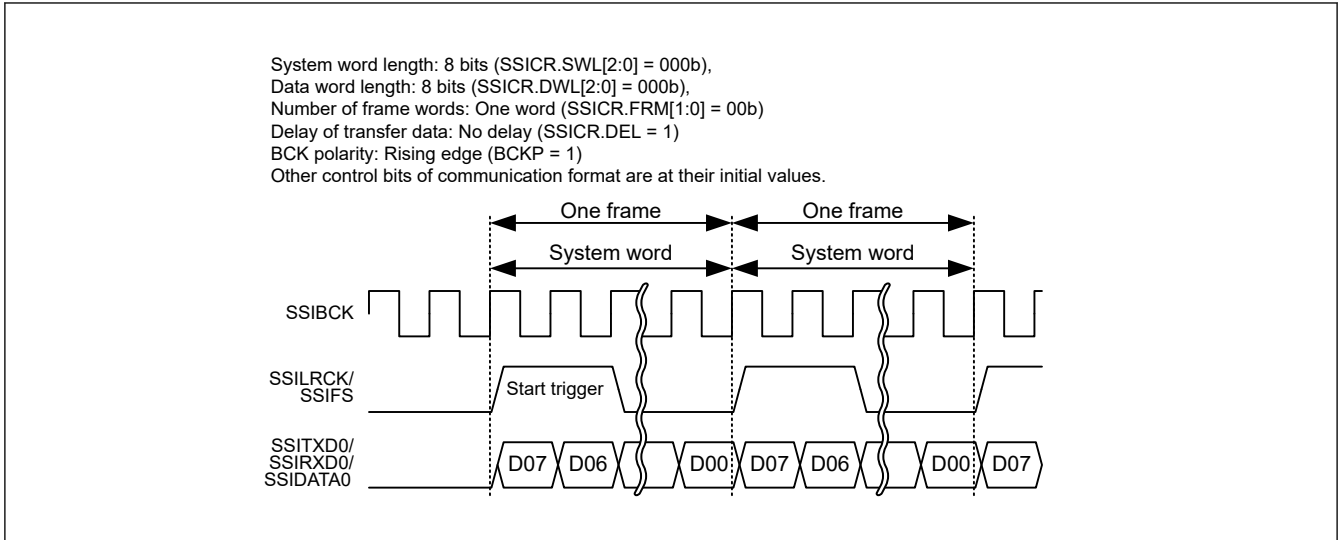 System word length: 8 bits (SSICR.SWL[2:0] = 000b),
Data word length: 8 bits (SSICR.DWL[2:0] = 000b),
Number of frame words: One word (SSICR.FRM[1:0] = 00b)
Delay of transfer data: No delay (SSICR.DEL = 1)
BCK polarity: Rising edge (BCKP = 1)
Other control bits of communication format are at their initial values.
One frame One frame
System word System word
SSIBCK
SSILRCK/
SSIFS
Start trigger
SSITXD0/
SSIRXD0/
SSIDATA0
D07 D06 D00 D07 D06 D00 D07